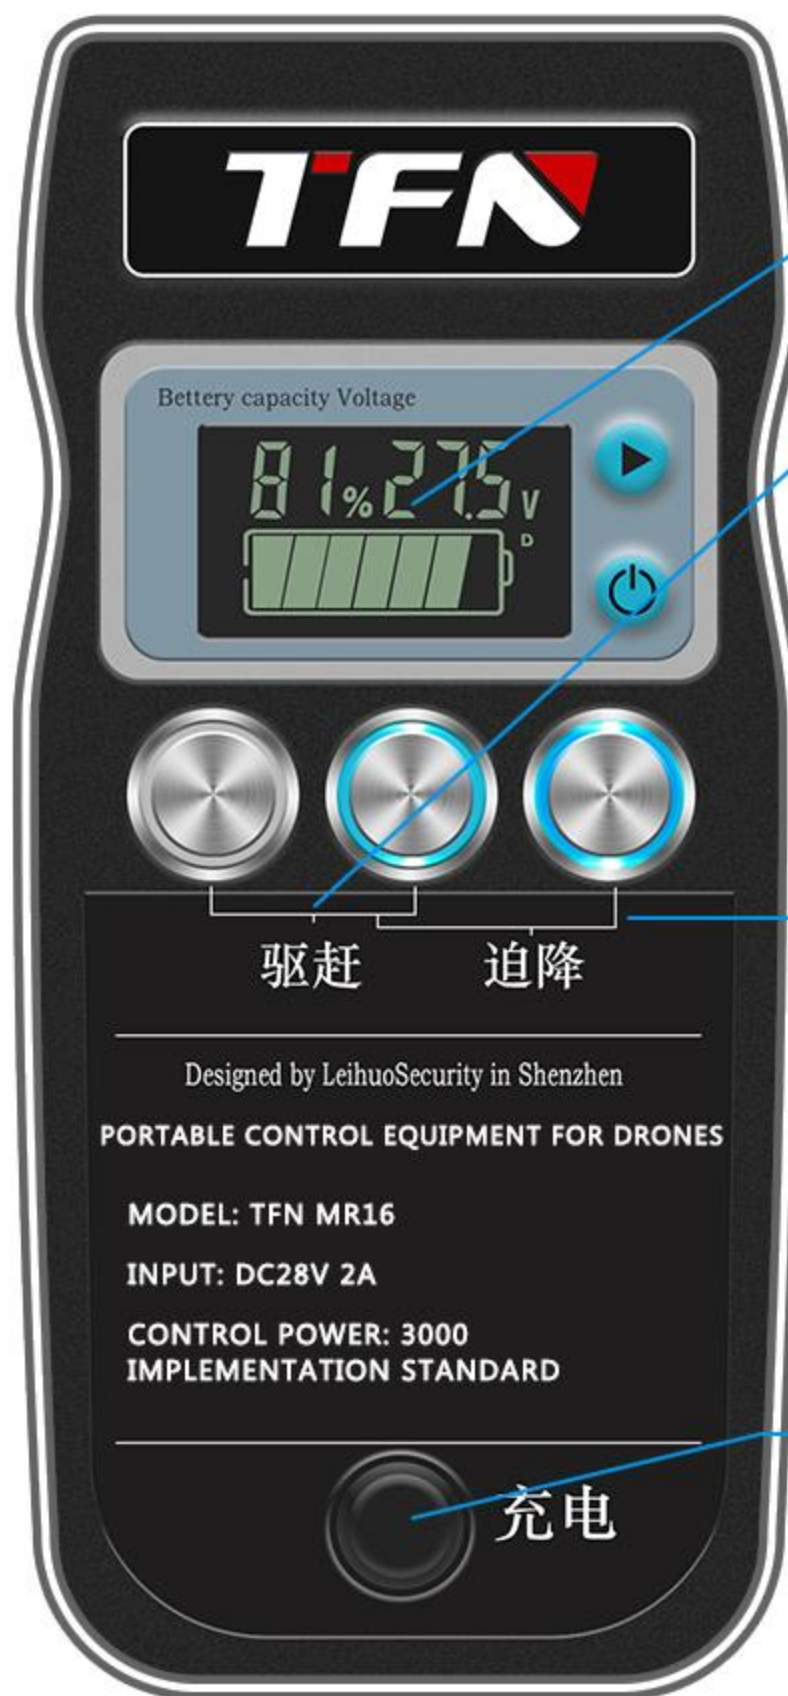 TFN
Bettery capacity Voltage
81% 27.5V
D
驱赶 迫降
Designed by LeihuoSecurity in Shenzhen
PORTABLE CONTROL EQUIPMENT FOR DRONES
MODEL: TFN MR16
INPUT: DC28V 2A
CONTROL POWER: 3000
IMPLEMENTATION STANDARD
充电